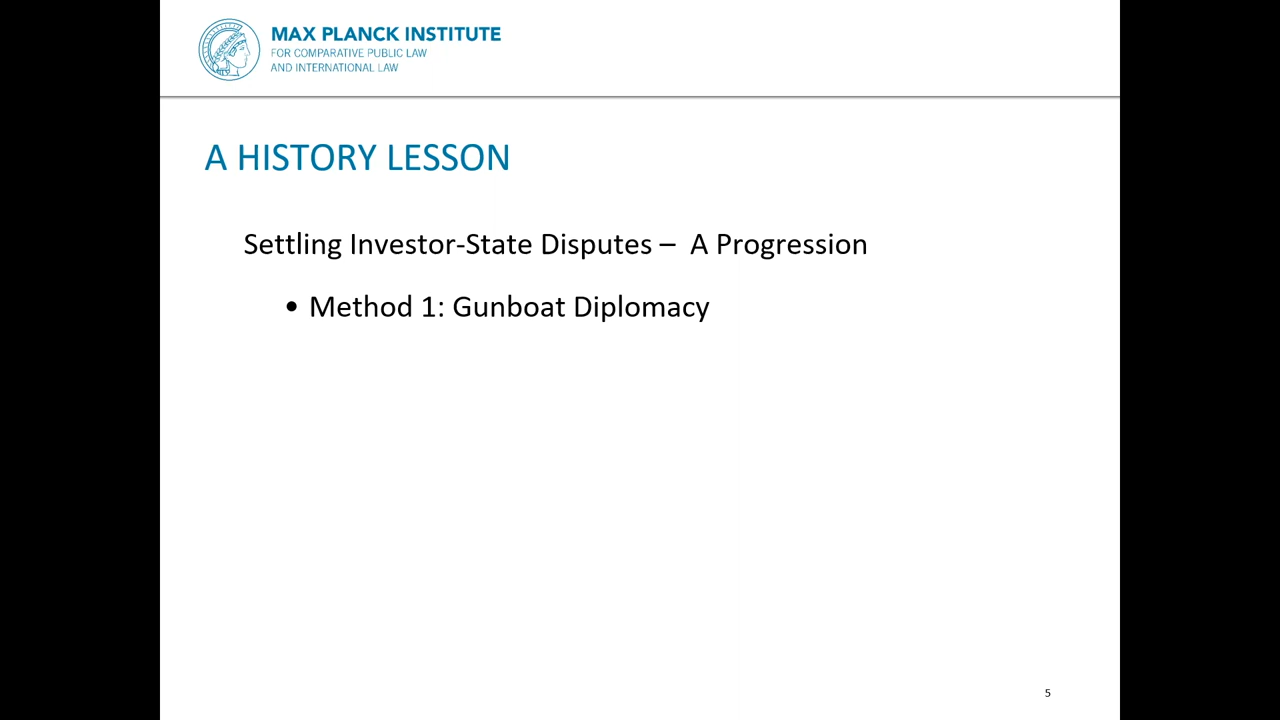 MAX PLANCK INSTITUTE
FOR COMPARATIVE PUBLIC LAW
AND INTERNATIONAL LAW
A HISTORY LESSON
Settling Investor-State Disputes – A Progression
• Method 1: Gunboat Diplomacy
5